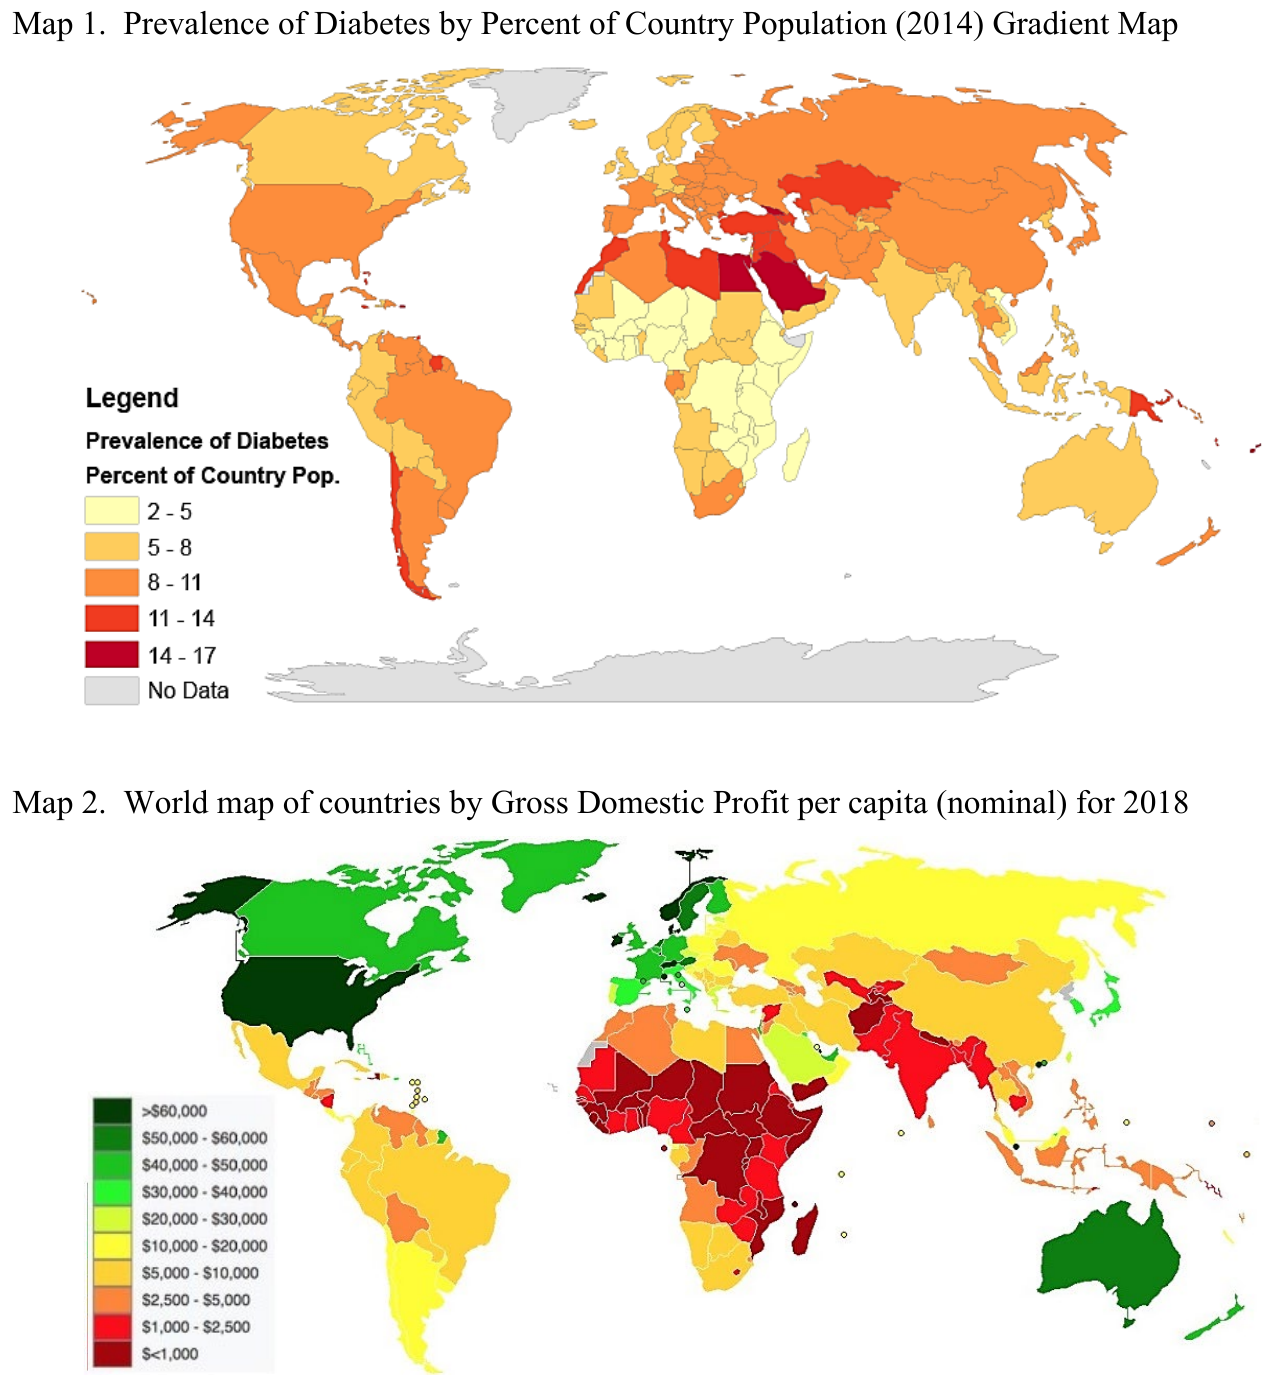 Map 1.  Prevalence of Diabetes by Percent of Country Population (2014) Gradient Map
Legend
Prevalence of Diabetes
Percent of Country Pop.
2 - 5
5 - 8
8 - 11
11 - 14
14 - 17
No Data
Map 2.  World map of countries by Gross Domestic Profit per capita (nominal) for 2018
>$60,000
$50,000 - $60,000
$40,000 - $50,000
$30,000 - $40,000
$20,000 - $30,000
$10,000 - $20,000
$5,000 - $10,000
$2,500 - $5,000
$1,000 - $2,500
$<1,000